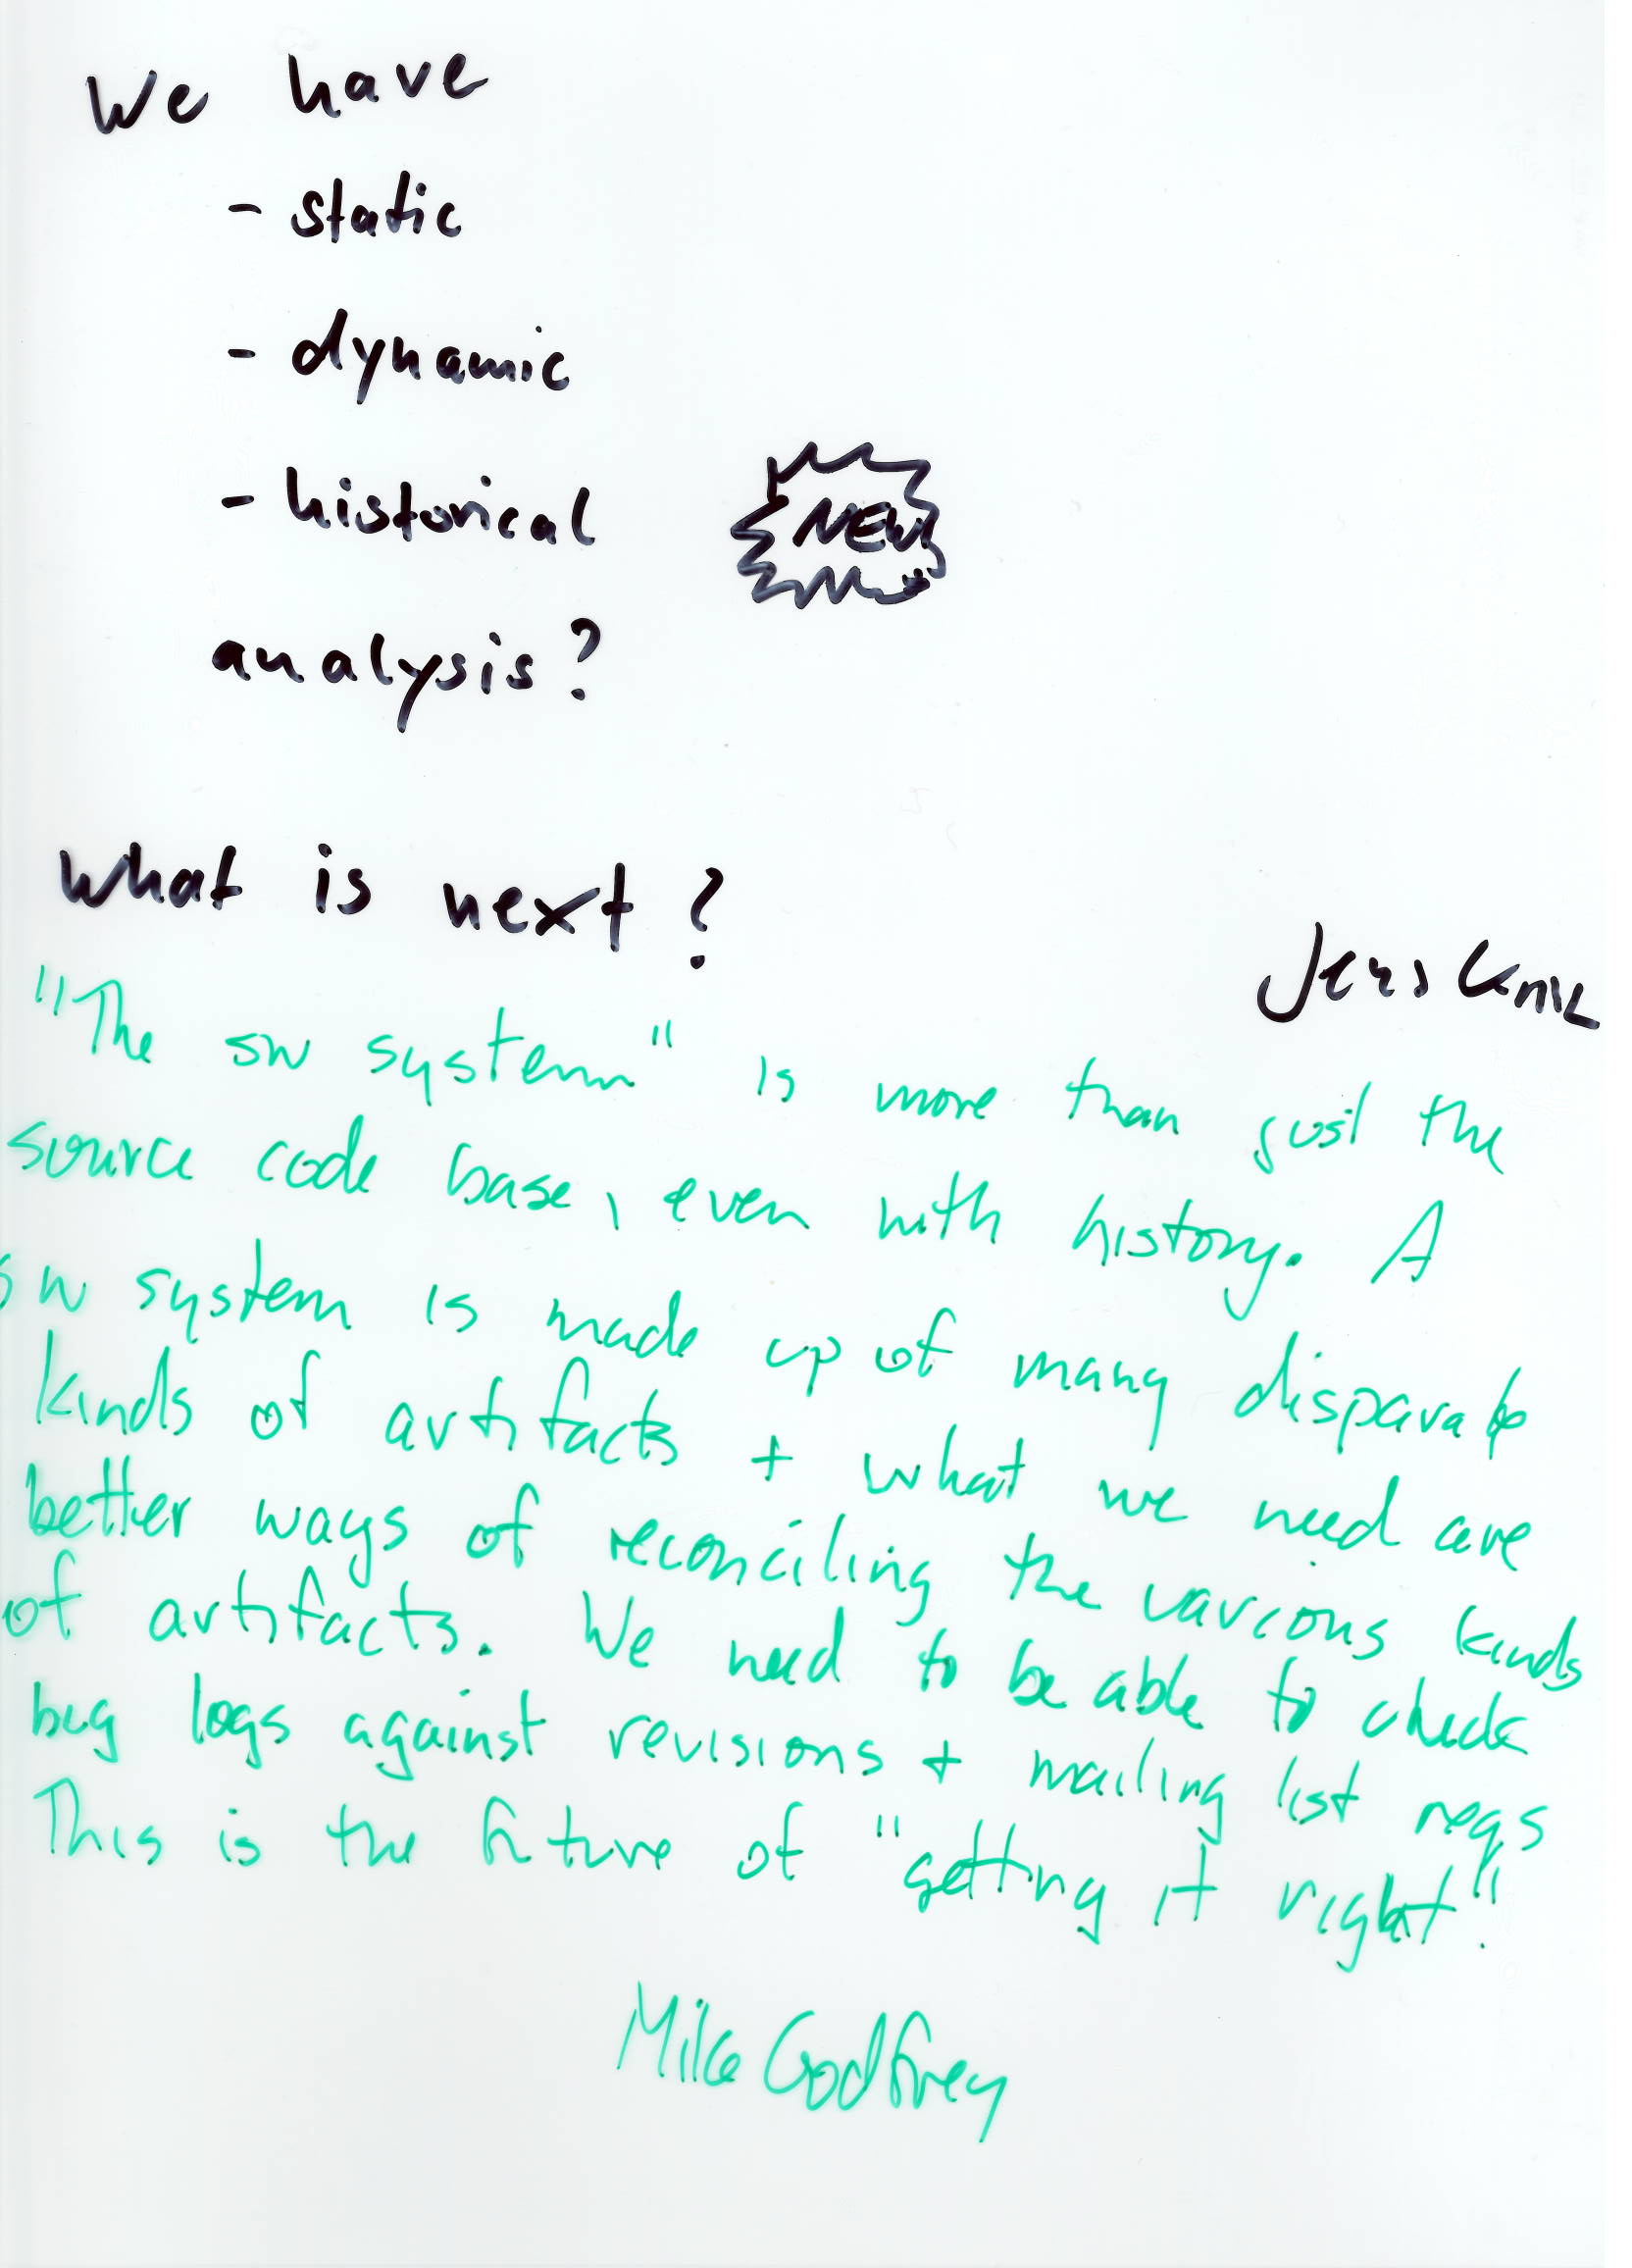 We have
- static
- dynamic
- historical NEW
analysis?
What is next?
Jens
"The sw system" is more than just the
source code base, even with history. A
sw system is made up of many disparate
kinds of artifacts + what we need are
better ways of reconciling the various kinds
of artifacts. We need to be able to check
bug logs against revisions + mailing list
This is the future of "getting it right".
Mike Godfrey